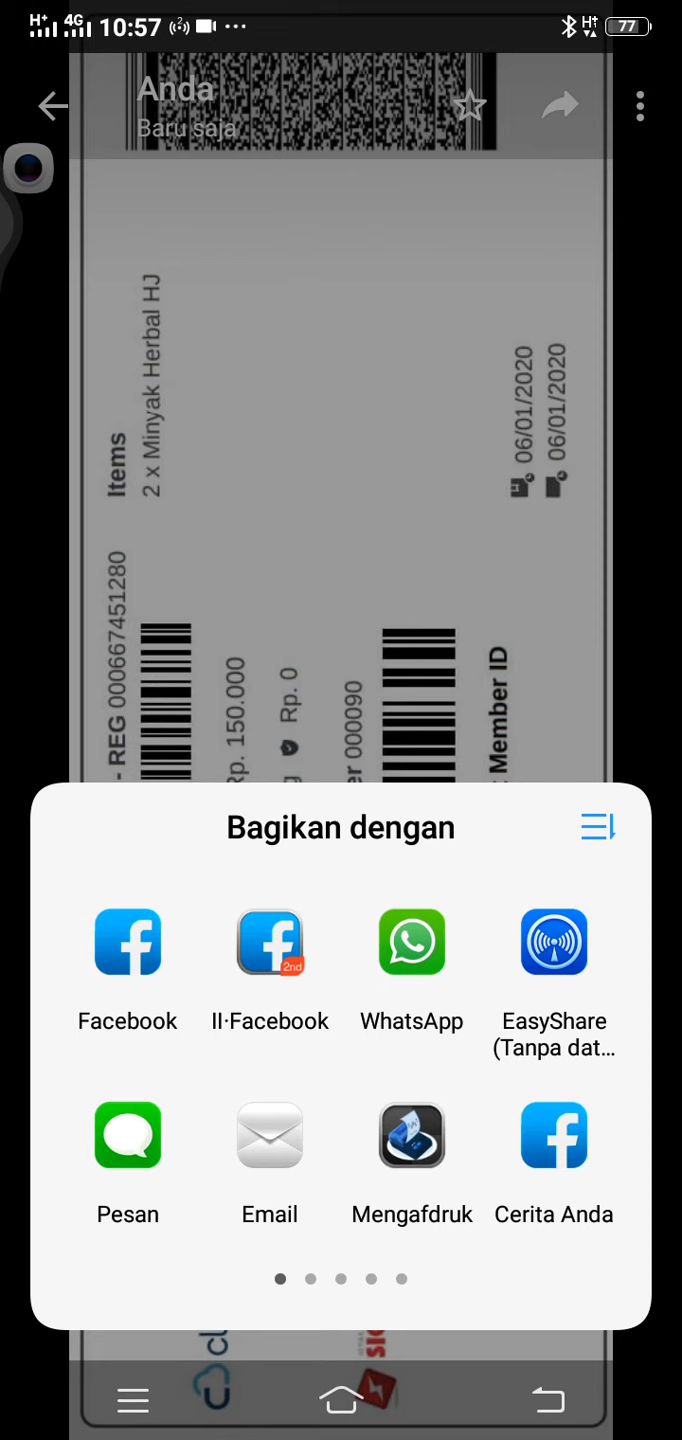 H+ 4G 10:57 2 ... H+ 77
Anda
Baru saja
Items
2 x Minyak Herbal HJ
06/01/2020
06/01/2020
- REG 000667451280
Rp. 150.000
Rp. 0
er 000090
Member ID
Bagikan dengan
2nd
Facebook
II·Facebook
WhatsApp
EasyShare
(Tanpa dat...
Pesan
Email
Mengafdruk
Cerita Anda